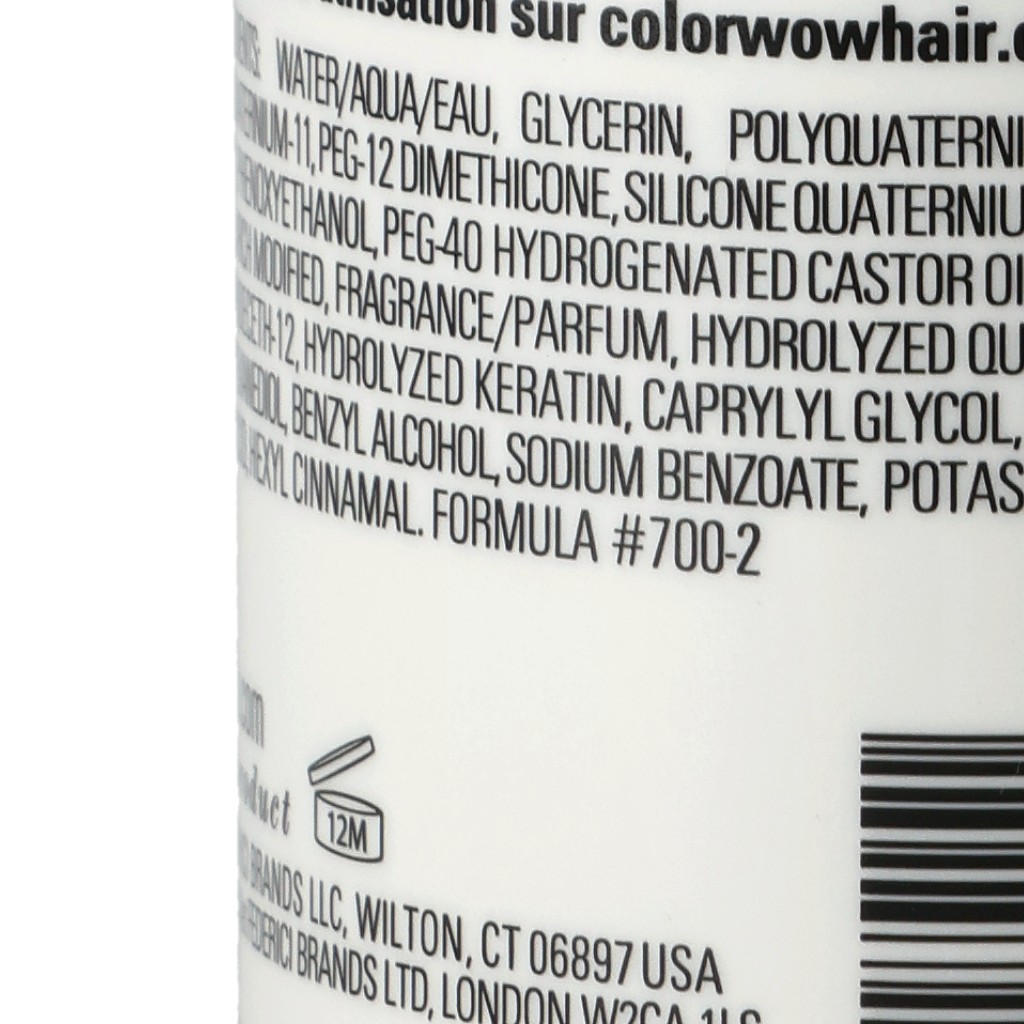 sur colorwowhair.
WATER/AQUA/EAU, GLYCERIN, POLYQUATERNI
PEG-12 DIMETHICONE, SILICONE QUATERNIU
PHENOXYETHANOL, PEG-40 HYDROGENATED CASTOR OI
MODIFIED, FRAGRANCE/PARFUM, HYDROLYZED QU
HYDROLYZED KERATIN, CAPRYLYL GLYCOL,
BENZYL ALCOHOL, SODIUM BENZOATE, POTAS
HEXYL CINNAMAL. FORMULA #700-2
12M
BRANDS LLC, WILTON, CT 06897 USA
FEDERICI BRANDS LTD, LONDON